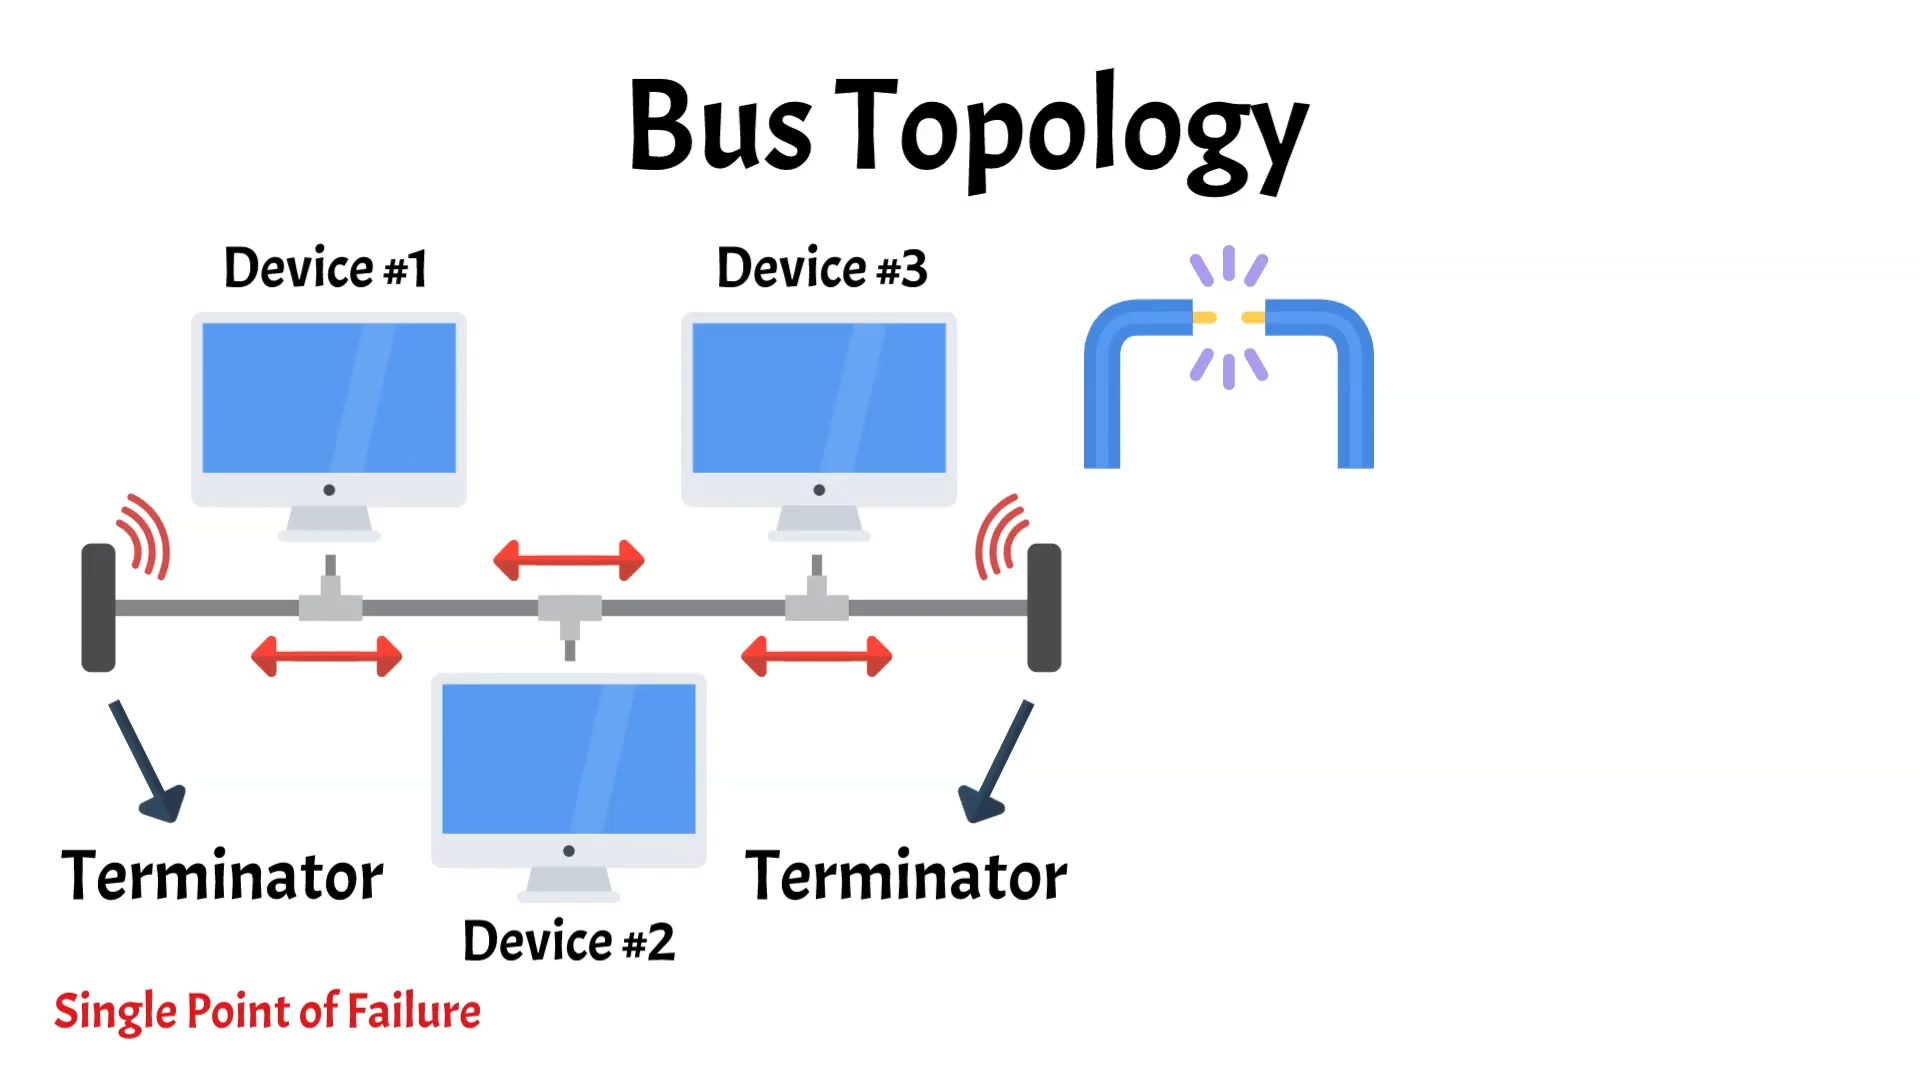 Bus Topology
Device #1
Device #3
Terminator
Terminator
Device #2
Single Point of Failure